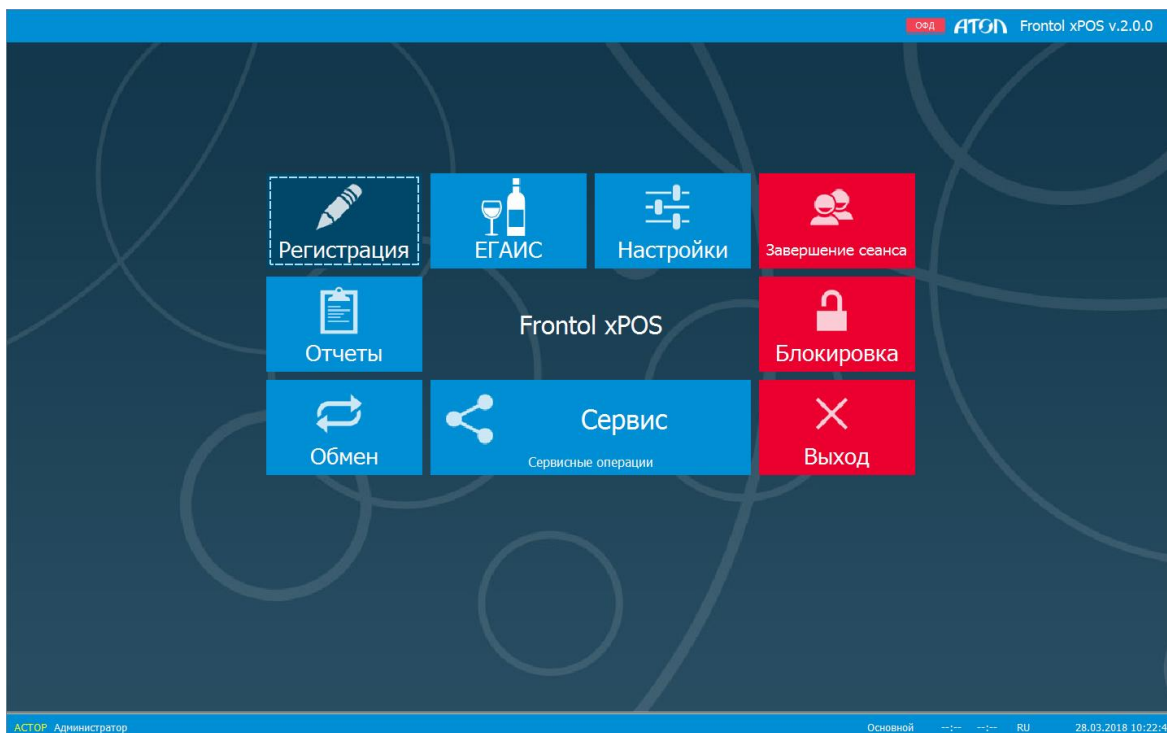 ОФД АТОЛ Frontol xPOS v.2.0.0
Регистрация
ЕГАИС
Настройки
Завершение сеанса
Отчеты
Frontol xPOS
Блокировка
Обмен
Сервис
Сервисные операции
Выход
АСТОР Администратор Основной --:-- --:-- RU 28.03.2018 10:22:4